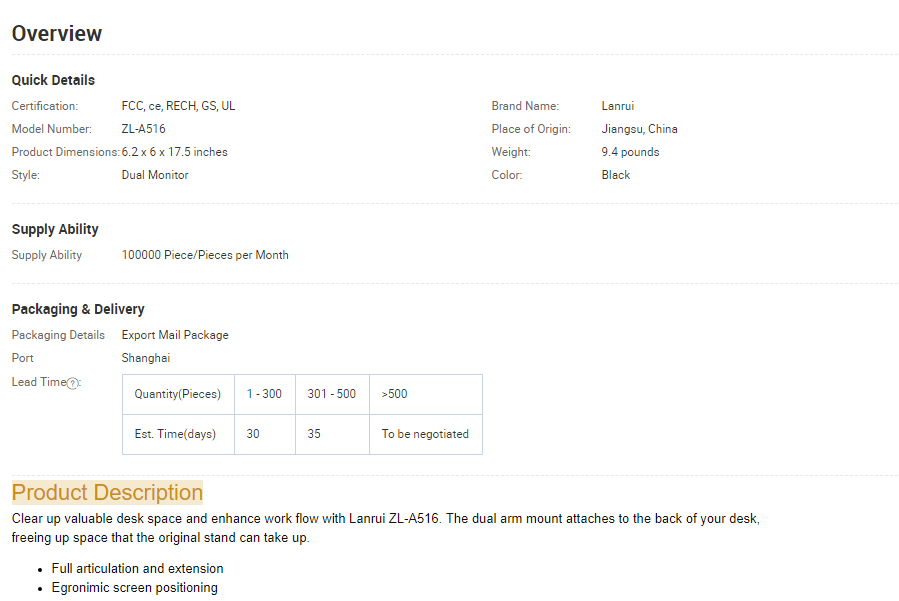 Overview
Quick Details
Certification: FCC, ce, RECH, GS, UL Brand Name: Lanrui
Model Number: ZL-A516 Place of Origin: Jiangsu, China
Product Dimensions: 6.2 x 6 x 17.5 inches Weight: 9.4 pounds
Style: Dual Monitor Color: Black
Supply Ability
Supply Ability 100000 Piece/Pieces per Month
Packaging & Delivery
Packaging Details Export Mail Package
Port Shanghai
Lead Time?:
Quantity(Pieces) 1 - 300 301 - 500 >500
Est. Time(days) 30 35 To be negotiated
Product Description
Clear up valuable desk space and enhance work flow with Lanrui ZL-A516. The dual arm mount attaches to the back of your desk,
freeing up space that the original stand can take up.
• Full articulation and extension
• Egronimic screen positioning